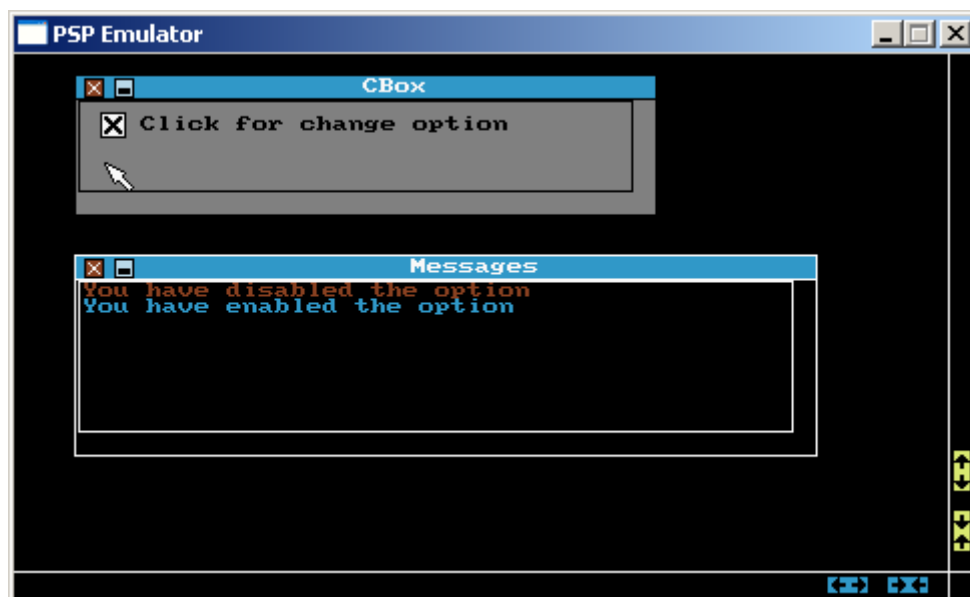 PSP Emulator
CBox
Click for change option
Messages
You have disabled the option
You have enabled the option